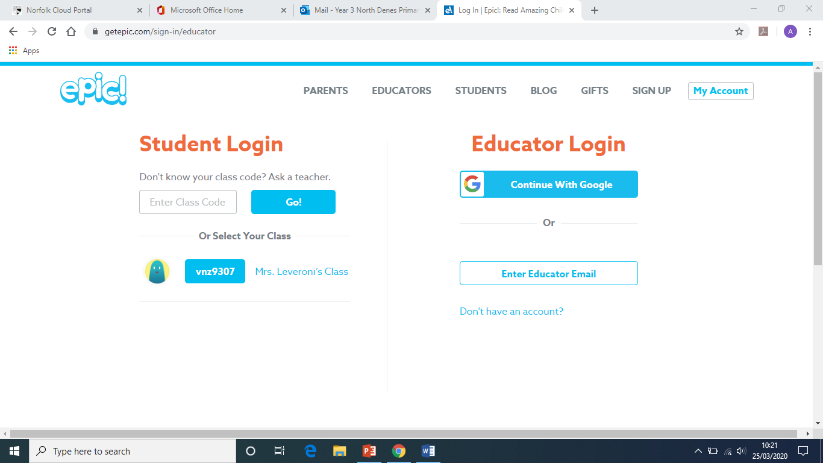 Norfolk Cloud Portal
Microsoft Office Home
Mail - Year 3 North Denes Prima
Log In | Epic!: Read Amazing Chi
getepic.com/sign-in/educator
A
Apps
epic!
PARENTS EDUCATORS STUDENTS BLOG GIFTS SIGN UP My Account
Student Login
Don't know your class code? Ask a teacher.
Enter Class Code Go!
Or Select Your Class
vnz9307 Mrs. Leveroni's Class
Educator Login
G Continue With Google
Or
Enter Educator Email
Don't have an account?
Type here to search
10:21
25/03/2020